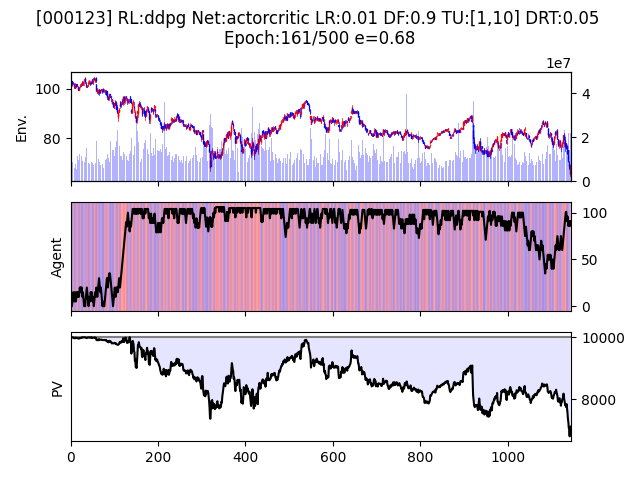 [000123] RL:ddpg Net:actorcritic LR:0.01 DF:0.9 TU:[1,10] DRT:0.05
Epoch:161/500 e=0.68
1e7
Env.
100
80
4
2
0
Agent
100
50
0
PV
10000
8000
0
200
400
600
800
1000